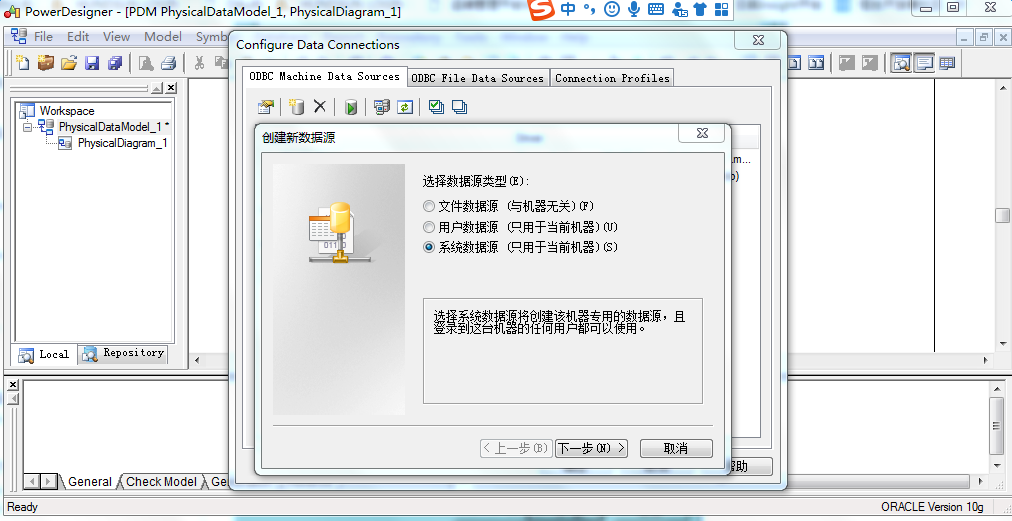 PowerDesigner - [PDM PhysicalDataModel_1, PhysicalDiagram_1]
中
File Edit View Model Symb
Configure Data Connections
ODBC Machine Data Sources ODBC File Data Sources Connection Profiles
Workspace
PhysicalDataModel_1 *
PhysicalDiagram_1
创建新数据源
选择数据源类型(E):
文件数据源 (与机器无关)(F)
用户数据源 (只用于当前机器)(U)
系统数据源 (只用于当前机器)(S)
选择系统数据源将创建该机器专用的数据源，且
登录到这台机器的任何用户都可以使用。
Local Repository
< 上一步(B) 下一步(N) > 取消
帮助
General Check Model Ge
Ready ORACLE Version 10g